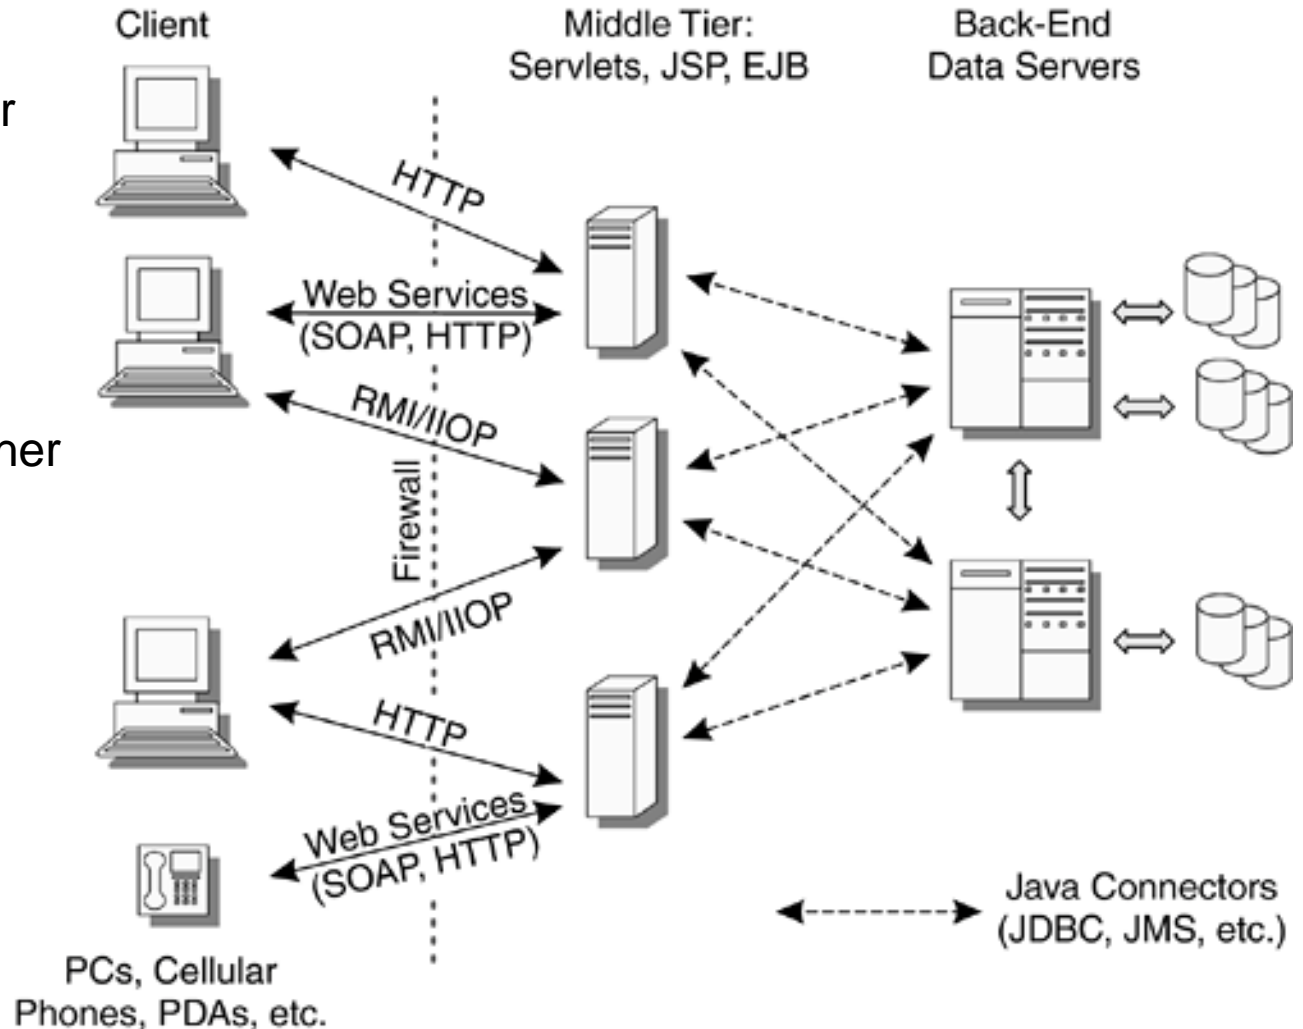 Client
Middle Tier:
Servlets, JSP, EJB
Back-End
Data Servers
r
HTTP
Web Services
(SOAP, HTTP)
RMI/IIOP
ner
Firewall
RMI/IIOP
HTTP
Web Services
(SOAP, HTTP)
Java Connectors
(JDBC, JMS, etc.)
PCs, Cellular
Phones, PDAs, etc.